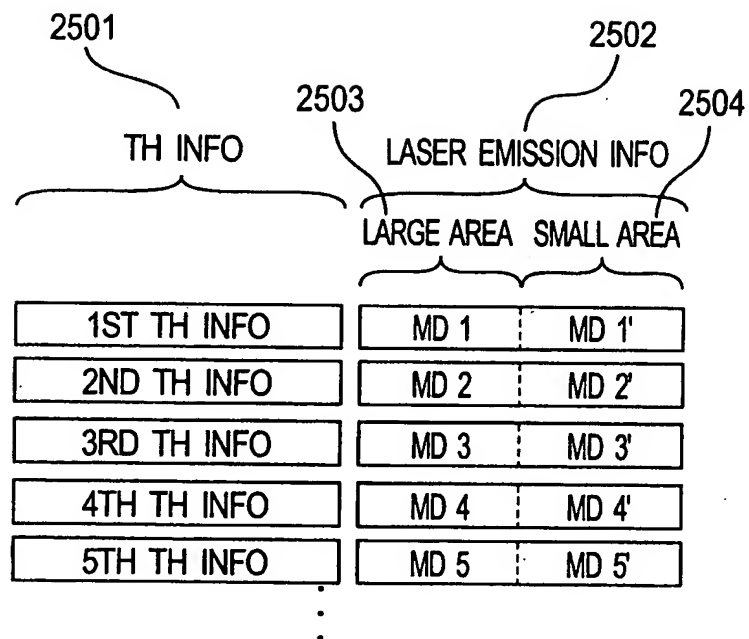 2501
2502
2503
2504
TH INFO
LASER EMISSION INFO
LARGE AREA SMALL AREA
1ST TH INFO MD 1 MD 1'
2ND TH INFO MD 2 MD 2'
3RD TH INFO MD 3 MD 3'
4TH TH INFO MD 4 MD 4'
5TH TH INFO MD 5 MD 5'